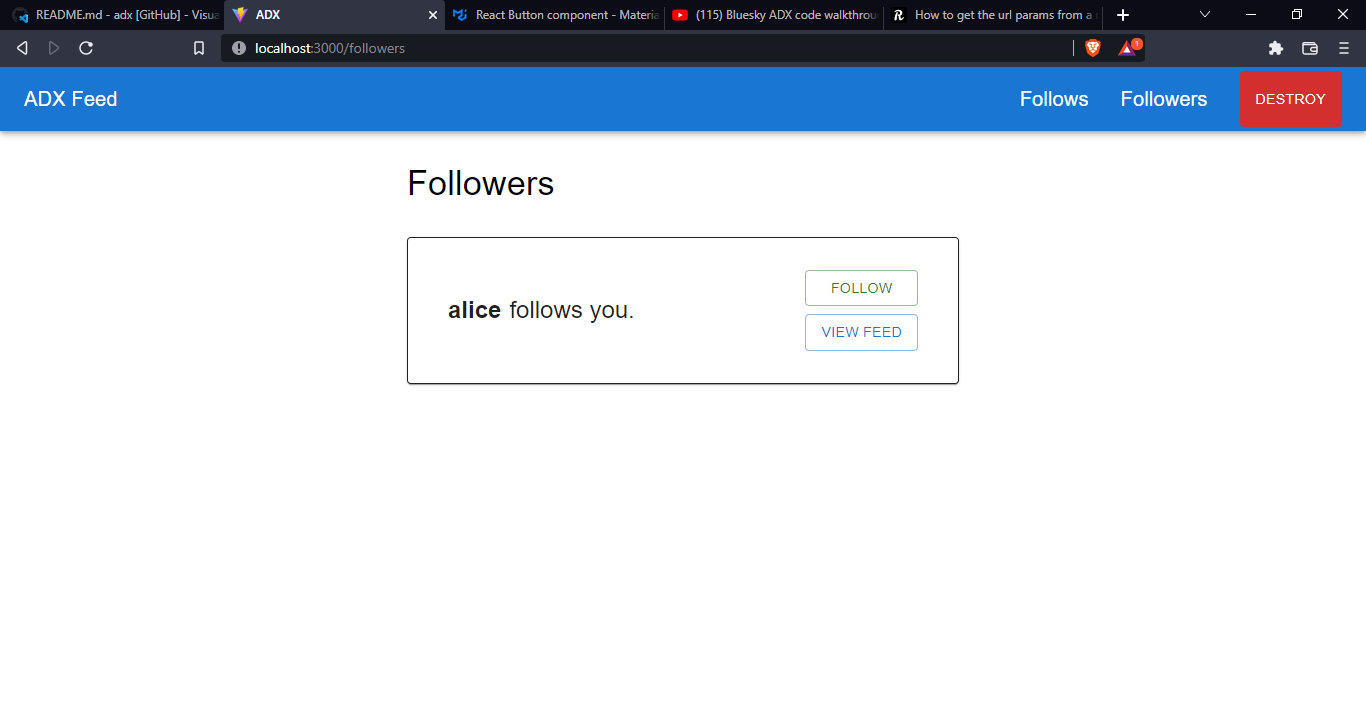 README.md - adx [GitHub] - Visua
ADX
React Button component - Materia
(115) Bluesky ADX code walkthrou
How to get the url params from a
localhost:3000/followers
1
ADX Feed
Follows
Followers
DESTROY
Followers
alice follows you.
FOLLOW
VIEW FEED